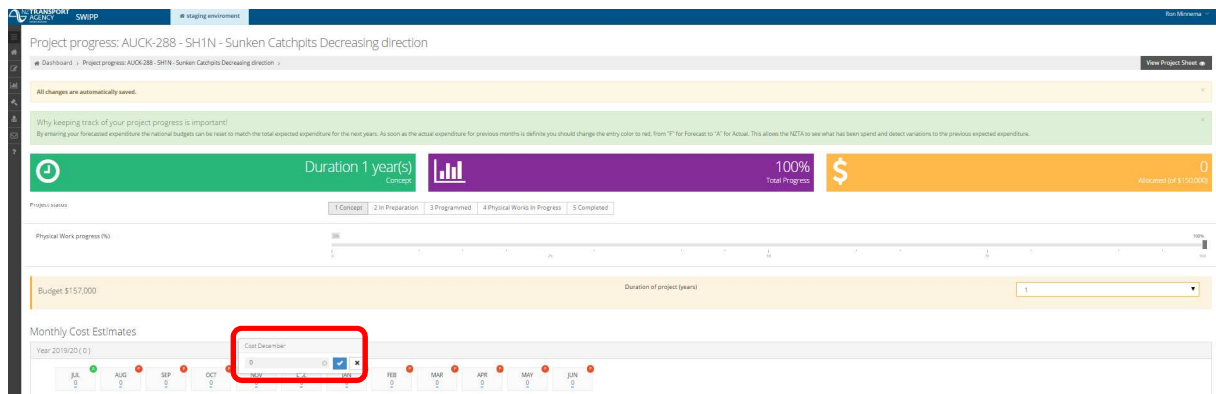 NZ TRANSPORT AGENCY SWIPP # staging enviroment Ron Minnema
Project progress: AUCK-288 - SH1N - Sunken Catchpits Decreasing direction
Dashboard > Project progress: AUCK-288 - SH1N - Sunken Catchpits Decreasing direction > View Project Sheet
All changes are automatically saved. ×
Why keeping track of your project progress is important! ×
By entering your forecasted expenditure the national budgets can be reset to match the total expected expenditure for the next years. As soon as the actual expenditure for previous months is definite you should change the entry color to red, from "F" for Forecast to "A" for Actual. This allows the NZTA to see what has been spend and detect variations to the previous expected expenditure.
Duration 1 year(s) 100% $ 0
Concept Total Progress Allocated (of $150,000)
Project status 1 Concept 2 In Preparation 3 Programmed 4 Physical Works In Progress 5 Completed
Physical Work progress (%) 100%
Budget $157,000 Duration of project (years) 1
Monthly Cost Estimates
Cost December
Year 2019/20 ( 0 )
0
JUL AUG SEP OCT NOV JAN FEB MAR APR MAY JUN
0 0 0 0 0 0 0 0 0 0 0 0